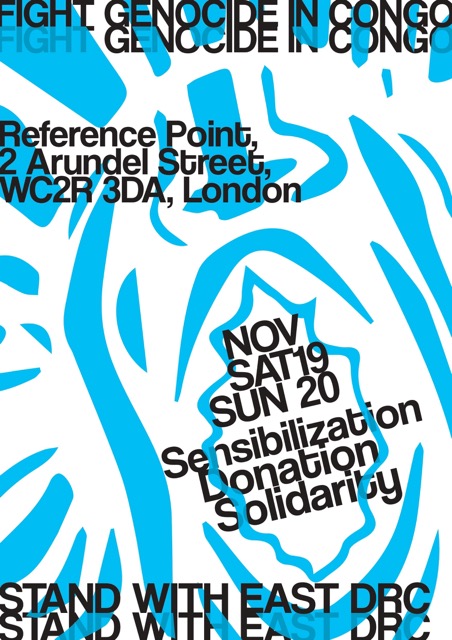 FIGHT GENOCIDE IN CONGO
FIGHT GENOCIDE IN CONGO
Reference Point,
2 Arundel Street,
WC2R 3DA, London
NOV
SAT19
SUN 20
Sensibilization
Donation
Solidarity
STAND WITH EAST DRC
STAND WITH EAST DRC